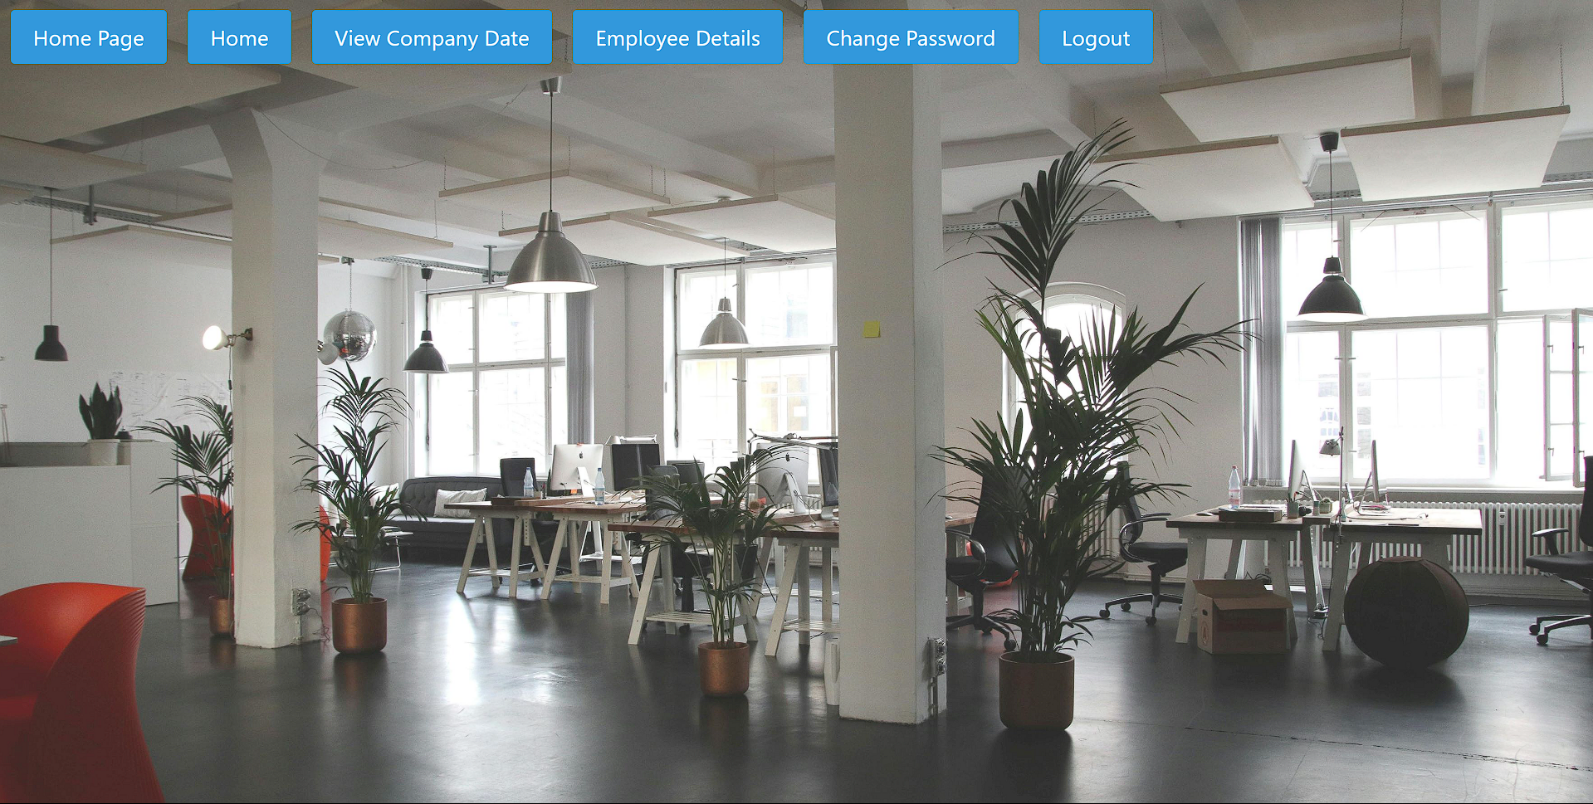 Home Page
Home
View Company Date
Employee Details
Change Password
Logout